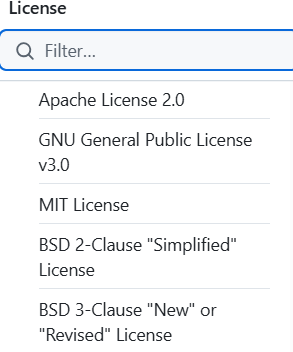 License
Filter...
Apache License 2.0
GNU General Public License
v3.0
MIT License
BSD 2-Clause "Simplified"
License
BSD 3-Clause "New" or
"Revised" License